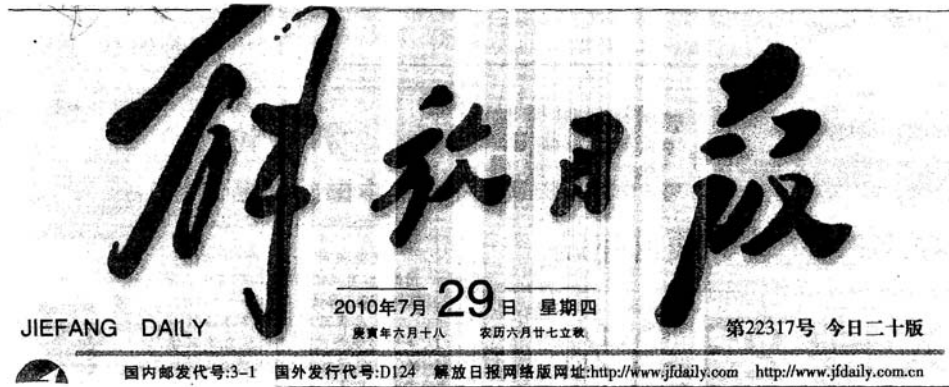 解放日报
2010年7月29日 星期四
庚寅年六月十八 农历六月廿七立秋
JIEFANG DAILY
第22317号 今日二十版
国内邮发代号:3-1 国外发行代号:D124 解放日报网络版网址:http://www.jfdaily.com http://www.jfdaily.com.cn